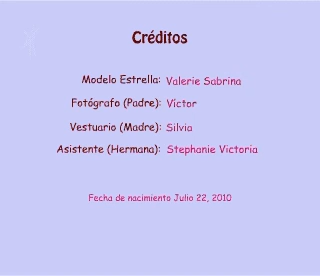 Créditos
Modelo Estrella: Valerie Sabrina
Fotógrafo (Padre): Víctor
Vestuario (Madre): Silvia
Asistente (Hermana): Stephanie Victoria
Fecha de nacimiento Julio 22, 2010